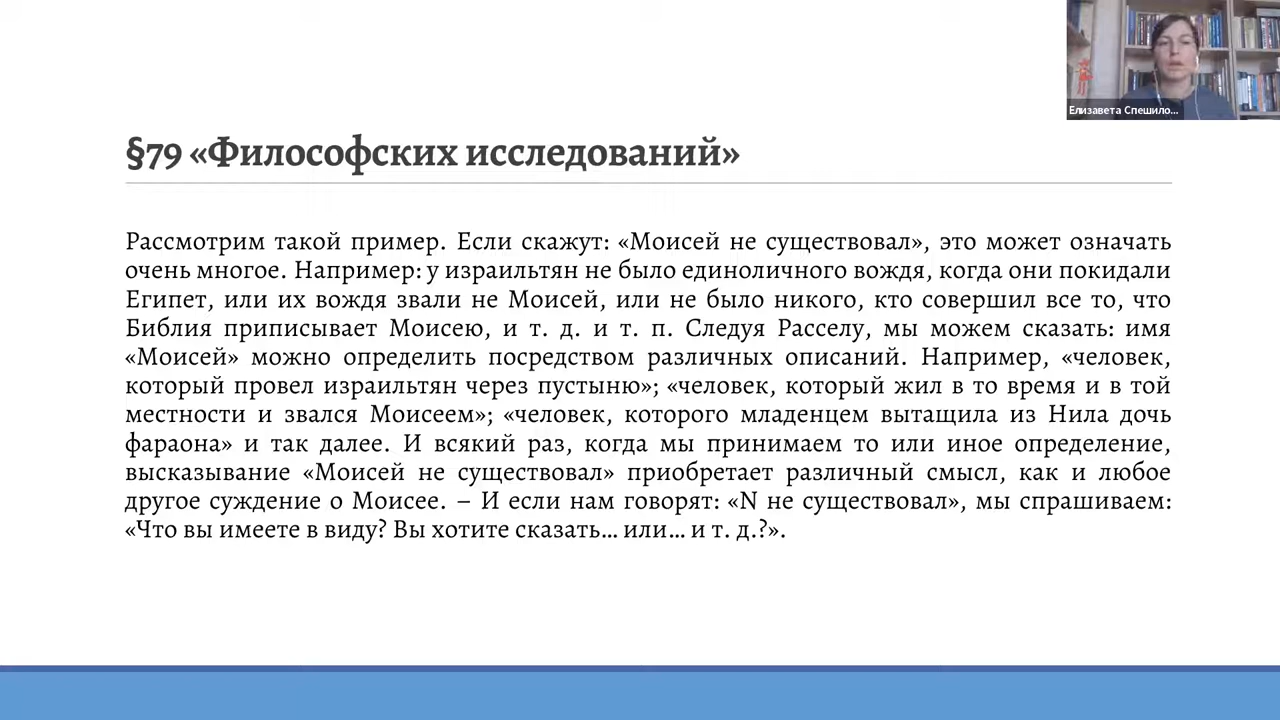 Елизавета Спешило...
§79 «Философских исследований»
Рассмотрим такой пример. Если скажут: «Моисей не существовал», это может означать
очень многое. Например: у израильтян не было единоличного вождя, когда они покидали
Египет, или их вождя звали не Моисей, или не было никого, кто совершил все то, что
Библия приписывает Моисею, и т. д. и т. п. Следуя Расселу, мы можем сказать: имя
«Моисей» можно определить посредством различных описаний. Например, «человек,
который провел израильтян через пустыню»; «человек, который жил в то время и в той
местности и звался Моисеем»; «человек, которого младенцем вытащила из Нила дочь
фараона» и так далее. И всякий раз, когда мы принимаем то или иное определение,
высказывание «Моисей не существовал» приобретает различный смысл, как и любое
другое суждение о Моисее. – И если нам говорят: «N не существовал», мы спрашиваем:
«Что вы имеете в виду? Вы хотите сказать… или… и т. д.?».